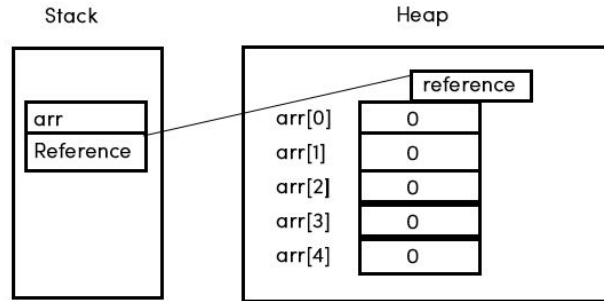 Stack
Heap
reference
arr
Reference
arr[0] 0
arr[1] 0
arr[2] 0
arr[3] 0
arr[4] 0